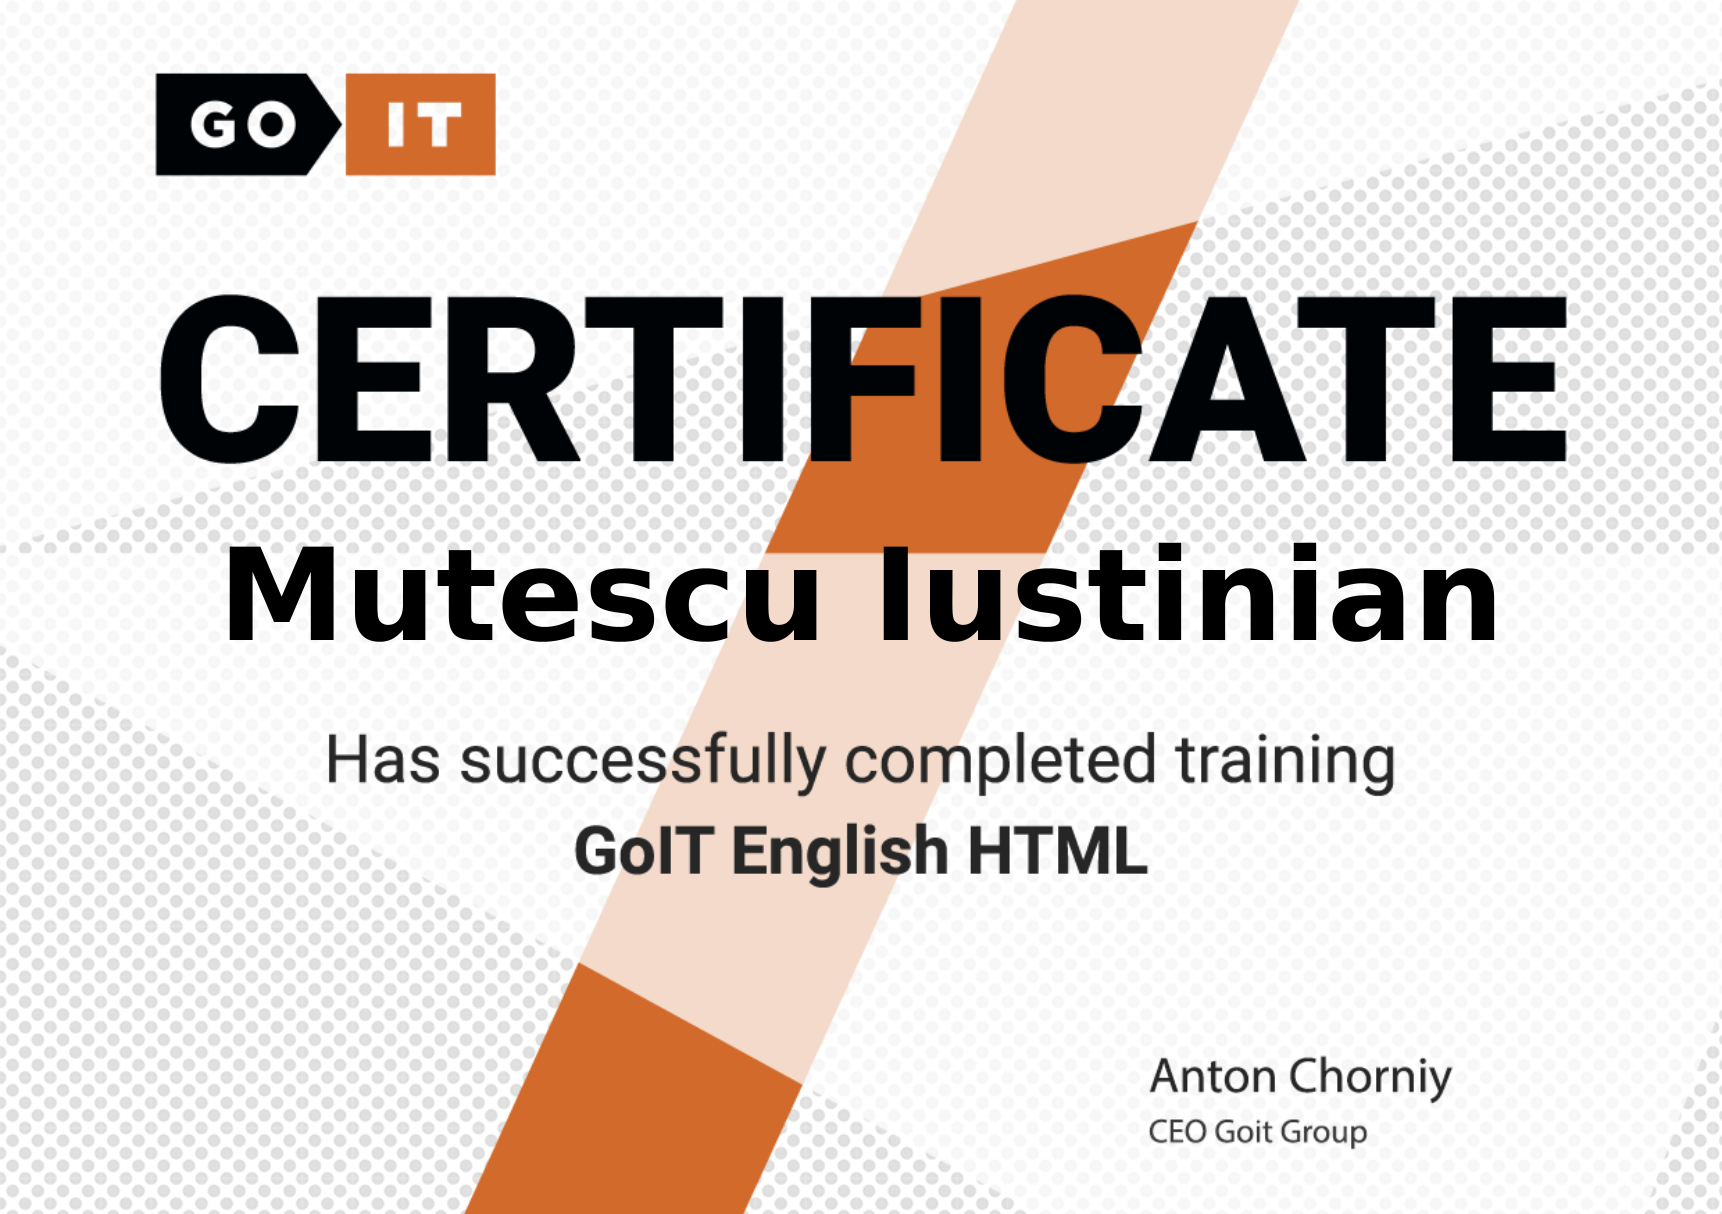 GO IT
CERTIFICATE
Mutescu Iustinian
Has successfully completed training
GoIT English HTML
Anton Chorniy
CEO Goit Group